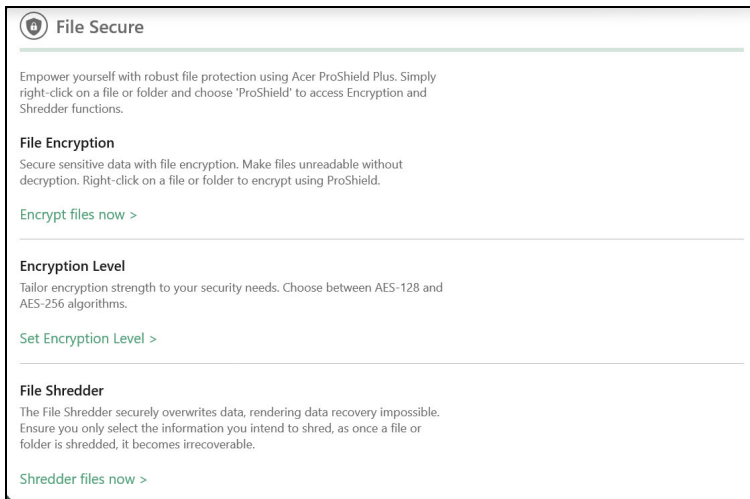 File Secure
Empower yourself with robust file protection using Acer ProShield Plus. Simply
right-click on a file or folder and choose 'ProShield' to access Encryption and
Shredder functions.
File Encryption
Secure sensitive data with file encryption. Make files unreadable without
decryption. Right-click on a file or folder to encrypt using ProShield.
Encrypt files now >
Encryption Level
Tailor encryption strength to your security needs. Choose between AES-128 and
AES-256 algorithms.
Set Encryption Level >
File Shredder
The File Shredder securely overwrites data, rendering data recovery impossible.
Ensure you only select the information you intend to shred, as once a file or
folder is shredded, it becomes irrecoverable.
Shredder files now >